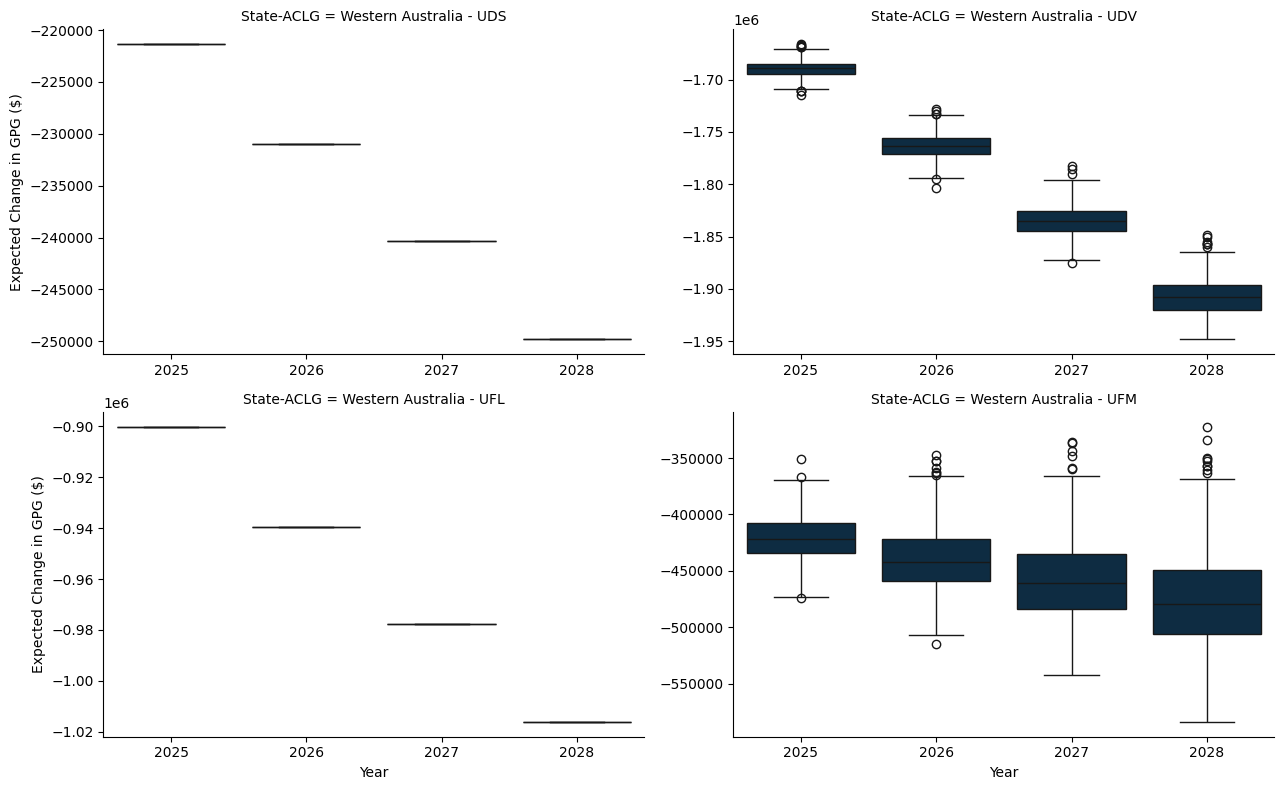 State-ACLG = Western Australia - UDS
Expected Change in GPG ($)
−220000
−225000
−230000
−235000
−240000
−245000
−250000
2025 2026 2027 2028
State-ACLG = Western Australia - UDV
1e6
−1.70
−1.75
−1.80
−1.85
−1.90
−1.95
2025 2026 2027 2028
State-ACLG = Western Australia - UFL
1e6
Expected Change in GPG ($)
−0.90
−0.92
−0.94
−0.96
−0.98
−1.00
−1.02
2025 2026 2027 2028
Year
State-ACLG = Western Australia - UFM
−350000
−400000
−450000
−500000
−550000
2025 2026 2027 2028
Year